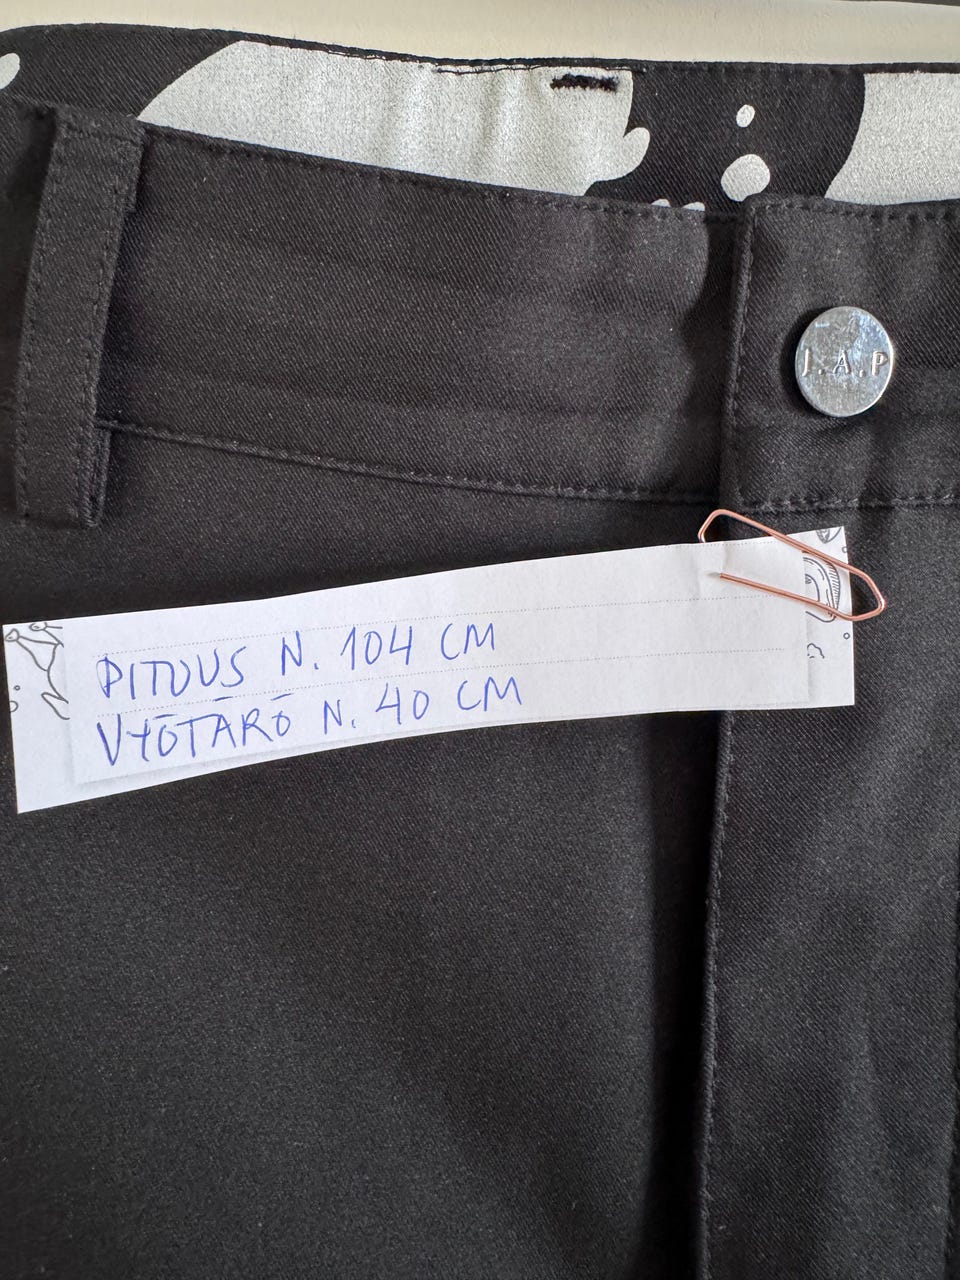 I.A.P
PITUUS N. 104 CM
VYÖTÄRÖ N. 40 CM